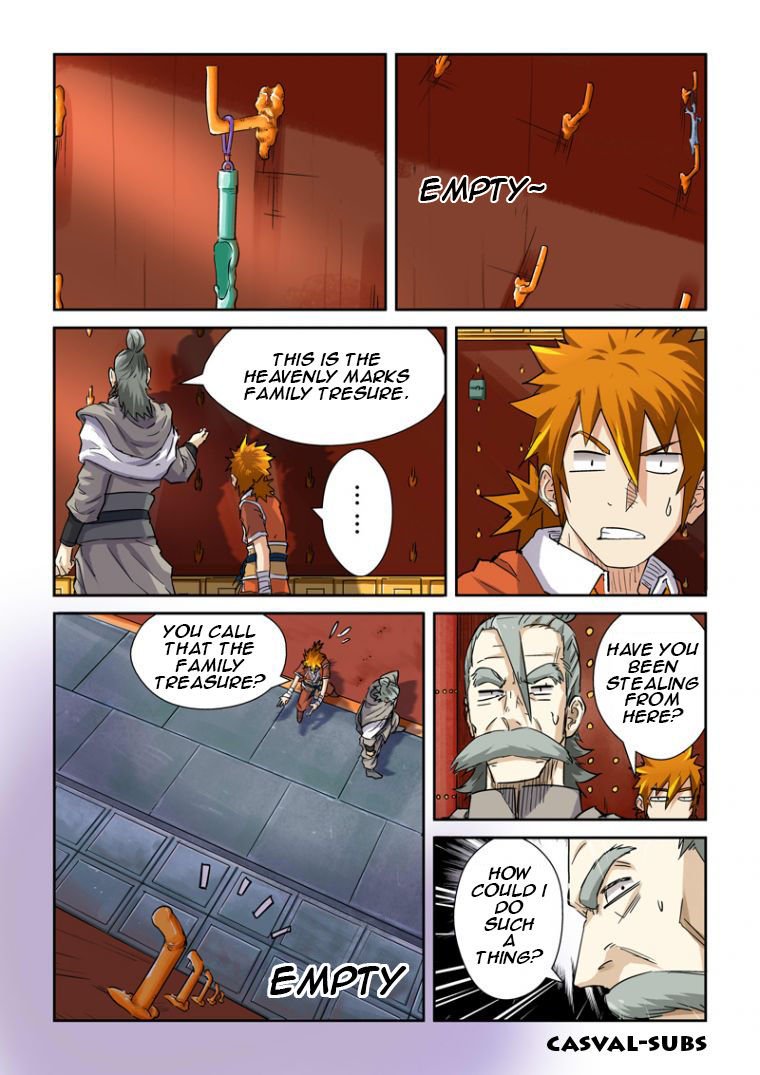 EMPTY~
THIS IS THE
HEAVENLY MARKS
FAMILY TRESURE.
......
YOU CALL
THAT THE
FAMILY
TREASURE?
EMPTY
HAVE YOU
BEEN
STEALING
FROM
HERE?
HOW
COULD I
DO
SUCH
A
THING?
CASVAL-SUBS